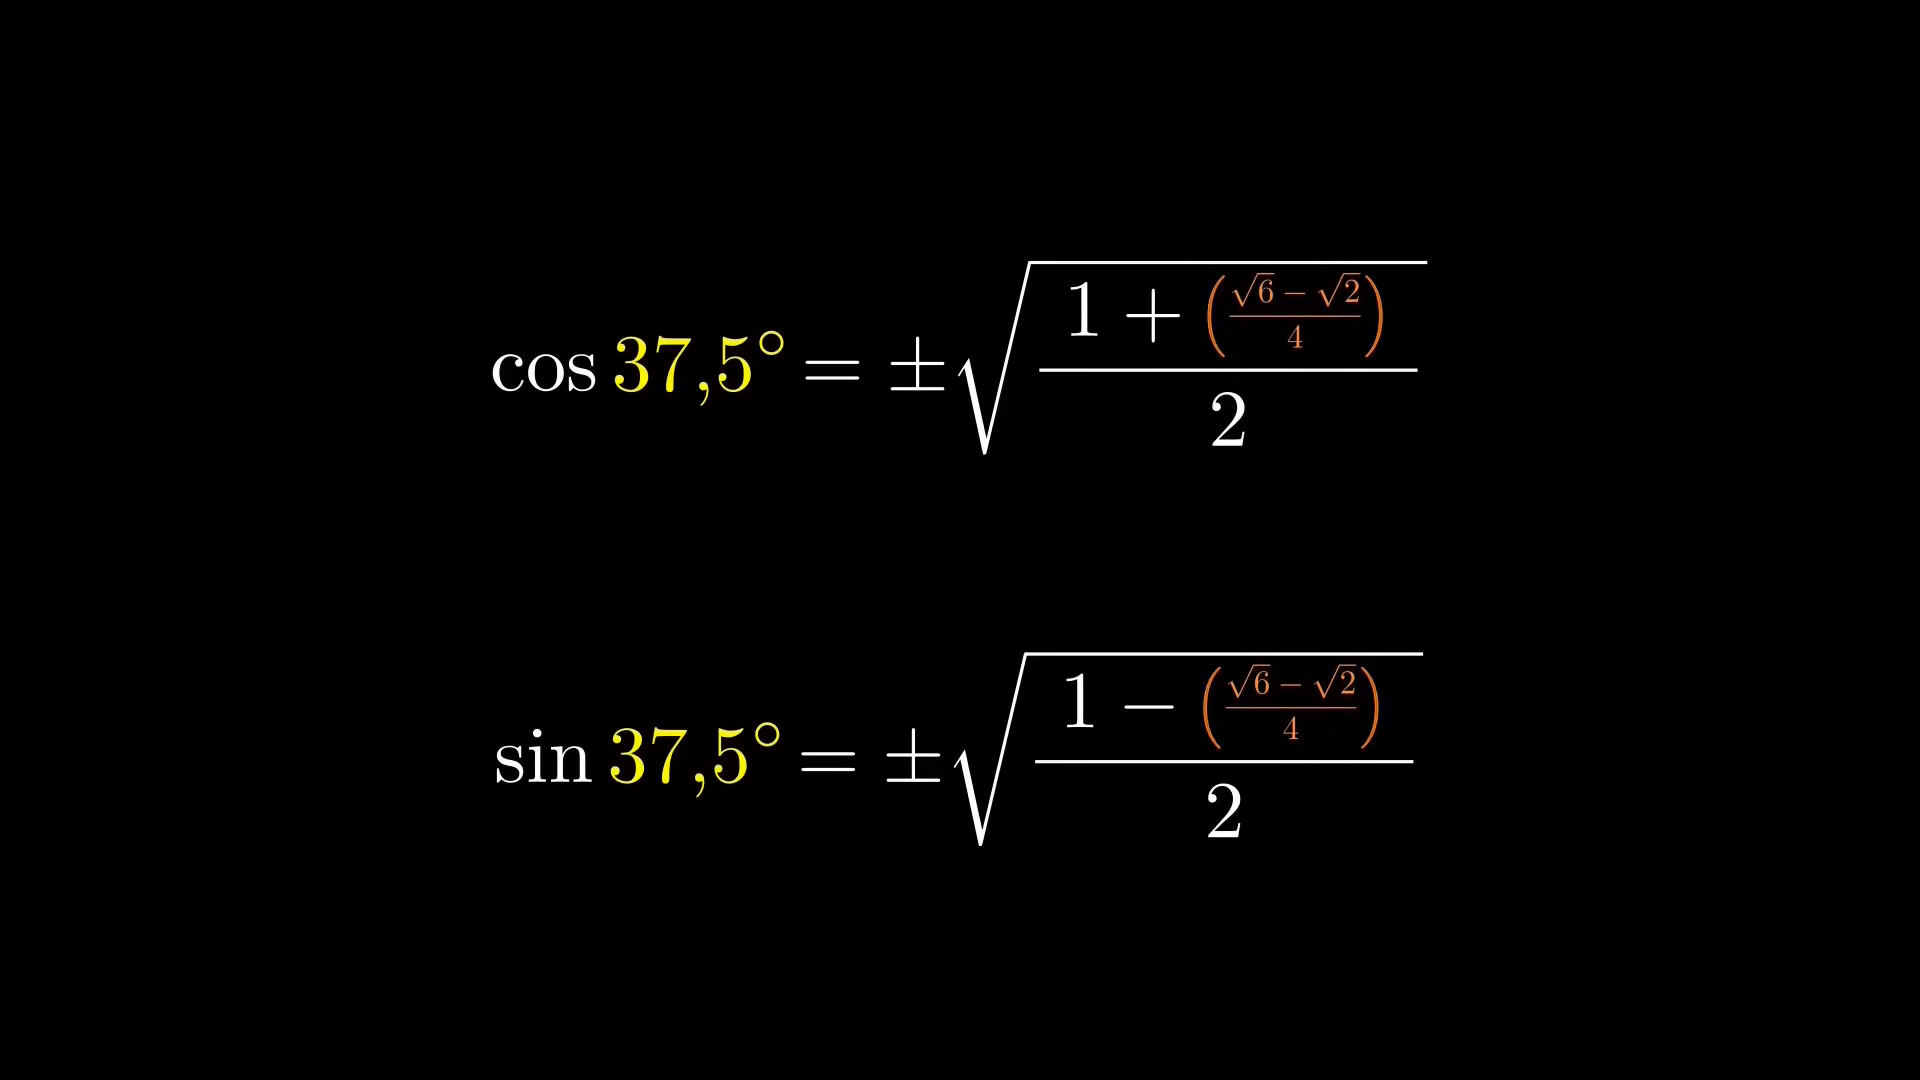 cos 37,5° = ±√((1 + ((√6 − √2)/4))/2)
sin 37,5° = ±√((1 − ((√6 − √2)/4))/2)